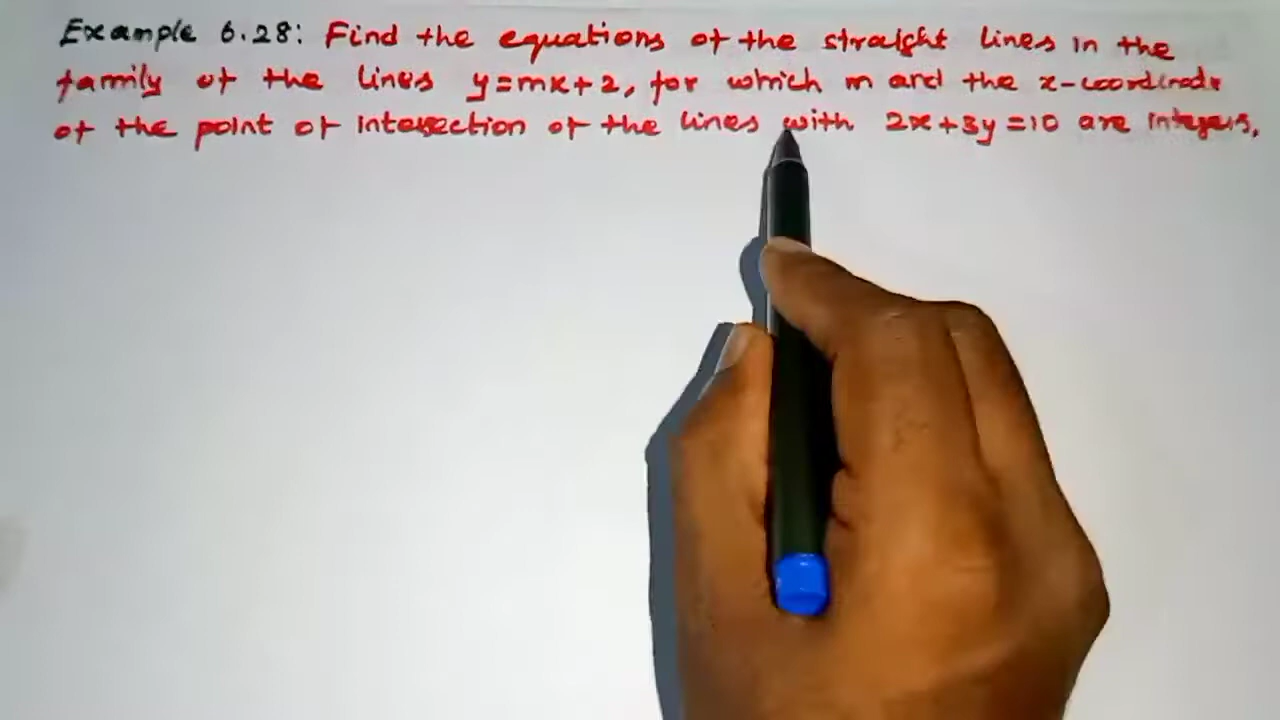 Example 6.28: Find the equations of the straight lines in the
family of the lines y=mx+2, for which m and the x-coordinate
of the point of intersection of the lines with 2x+3y=10 are integers.